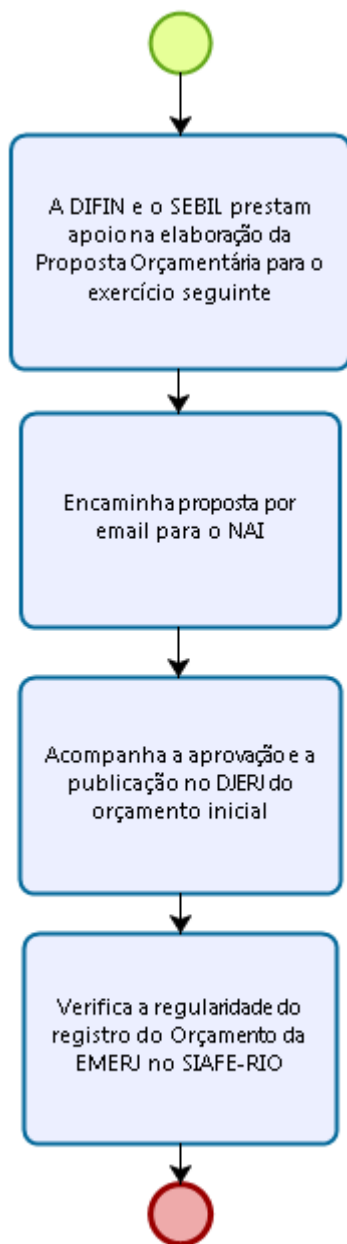 A DIFIN e o SEBIL prestam
apoio na elaboração da
Proposta Orçamentária para o
exercício seguinte
Encaminha proposta por
email para o NAI
Acompanha a aprovação e a
publicação no DJERJ do
orçamento inicial
Verifica a regularidade do
registro do Orçamento da
EMERJ no SIAFE-RIO